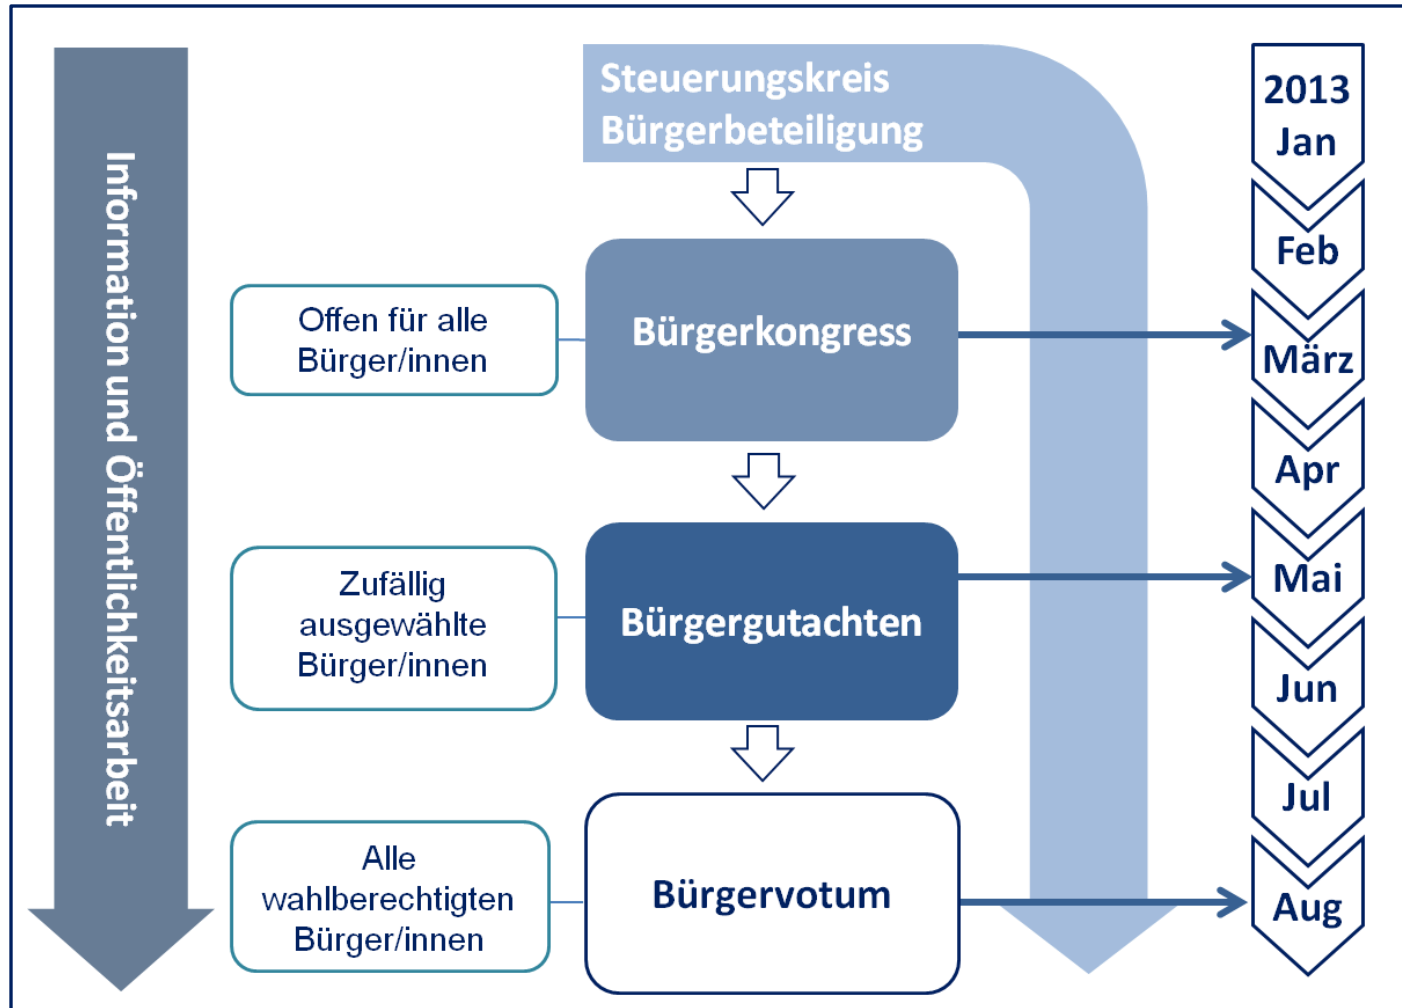 Information und Öffentlichkeitsarbeit
Steuerungskreis
Bürgerbeteiligung
Offen für alle
Bürger/innen
Bürgerkongress
Zufällig
ausgewählte
Bürger/innen
Bürgergutachten
Alle
wahlberechtigten
Bürger/innen
Bürgervotum
2013
Jan
Feb
März
Apr
Mai
Jun
Jul
Aug